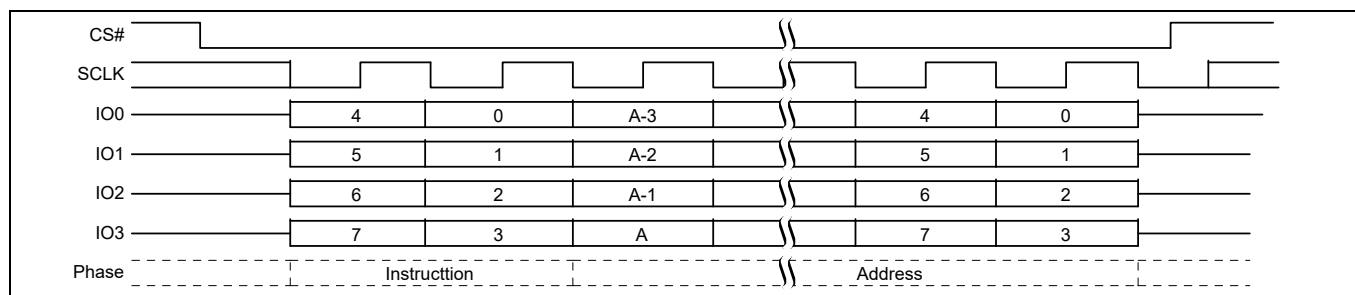 CS#
SCLK
IO0 4 0 A-3 4 0
IO1 5 1 A-2 5 1
IO2 6 2 A-1 6 2
IO3 7 3 A 7 3
Phase Instructtion Address